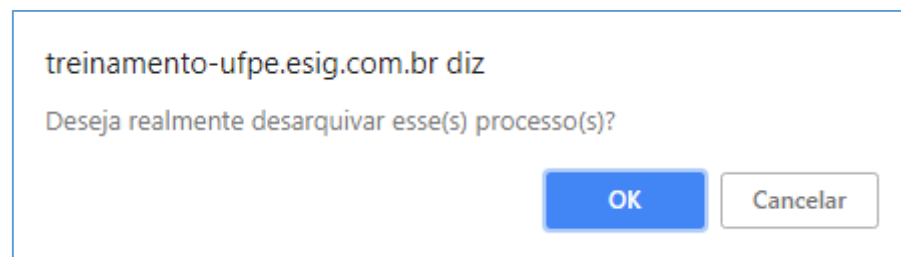 treinamento-ufpe.esig.com.br diz
Deseja realmente desarquivar esse(s) processo(s)?
OK
Cancelar